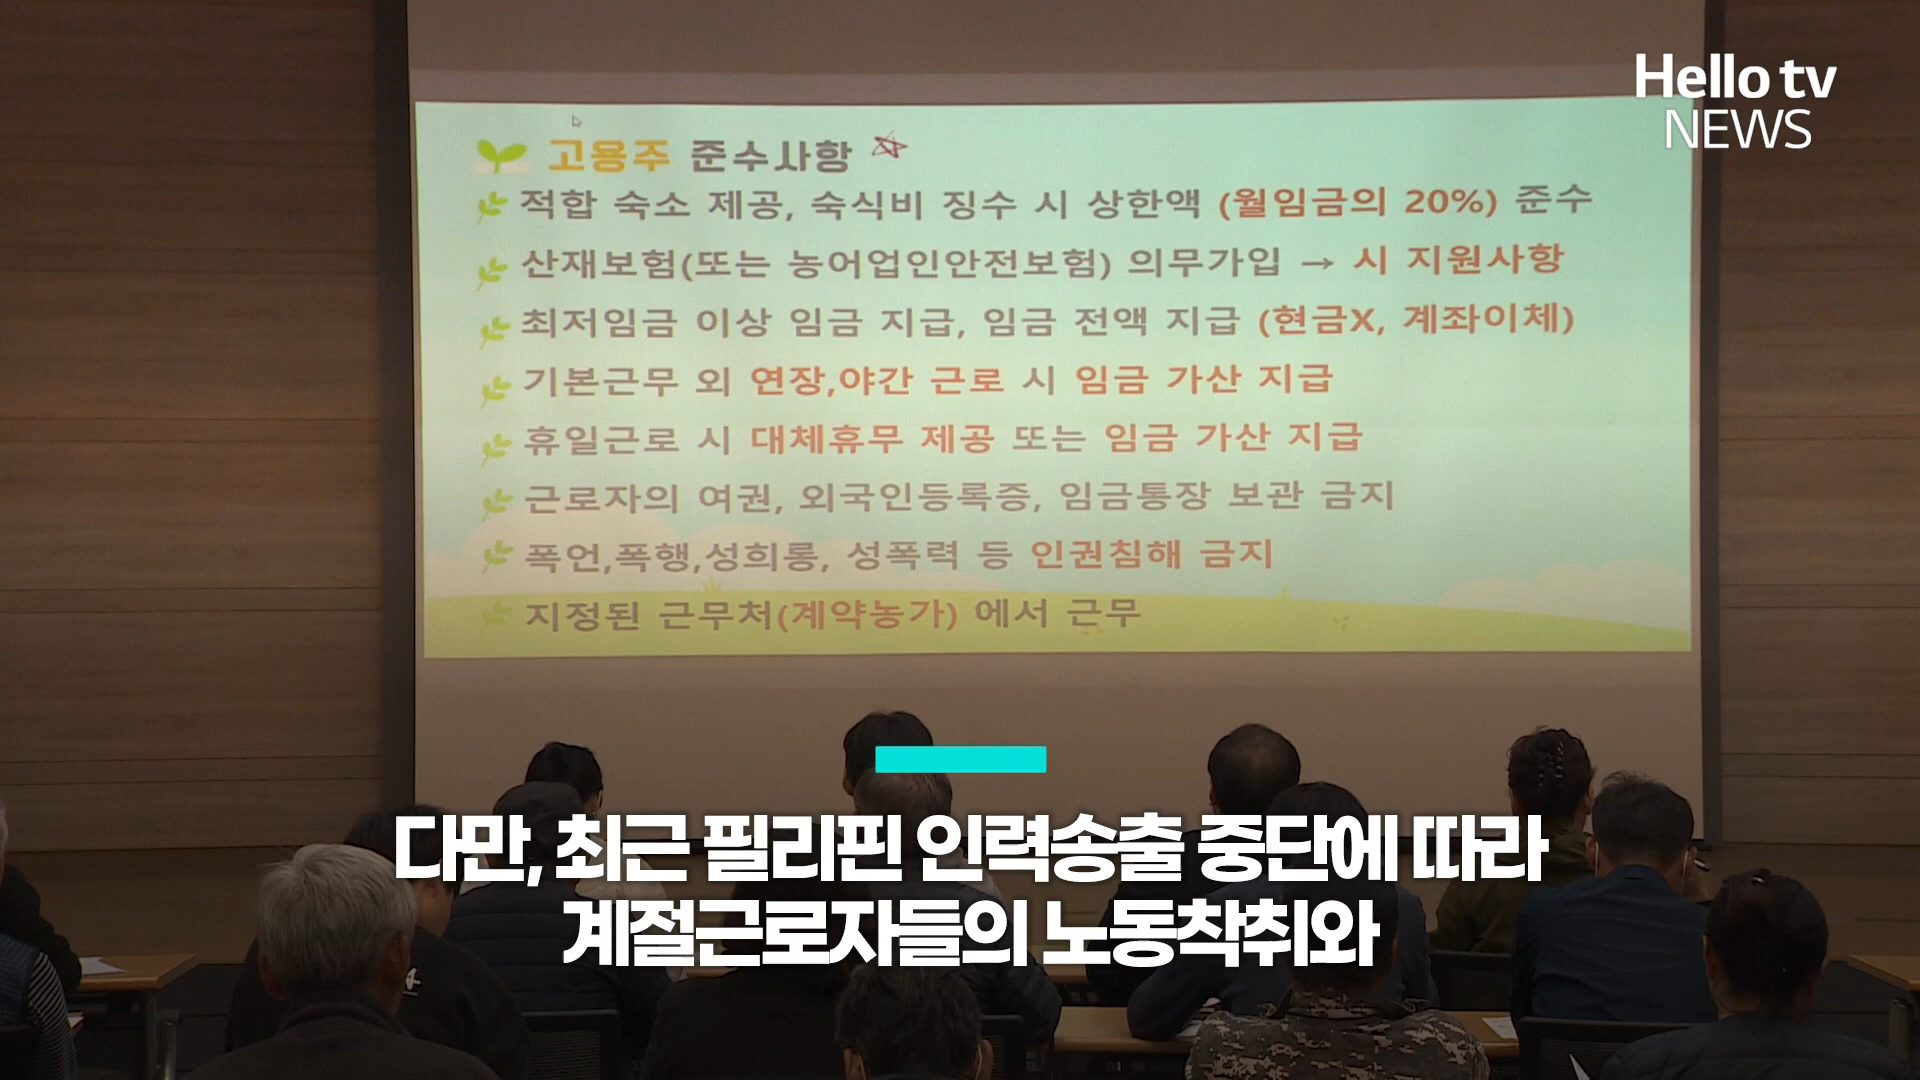 Hello tv
NEWS
고용주 준수사항
적합 숙소 제공, 숙식비 징수 시 상한액 (월임금의 20%) 준수
산재보험(또는 농어업인안전보험) 의무가입 → 시 지원사항
최저임금 이상 임금 지급, 임금 전액 지급 (현금X, 계좌이체)
기본근무 외 연장,야간 근로 시 임금 가산 지급
휴일근로 시 대체휴무 제공 또는 임금 가산 지급
근로자의 여권, 외국인등록증, 임금통장 보관 금지
폭언,폭행,성희롱, 성폭력 등 인권침해 금지
지정된 근무처(계약농가) 에서 근무
다만, 최근 필리핀 인력송출 중단에 따라
계절근로자들의 노동착취와